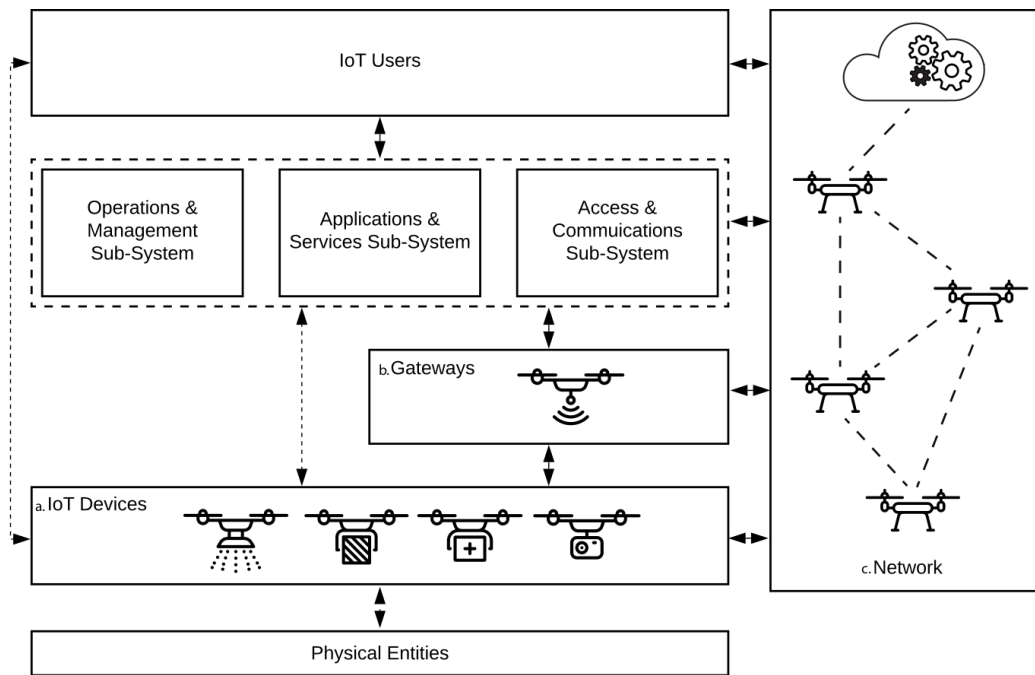 IoT Users
Operations &
Management
Sub-System
Applications &
Services Sub-System
Access &
Commuications
Sub-System
b. Gateways
a. IoT Devices
c. Network
Physical Entities